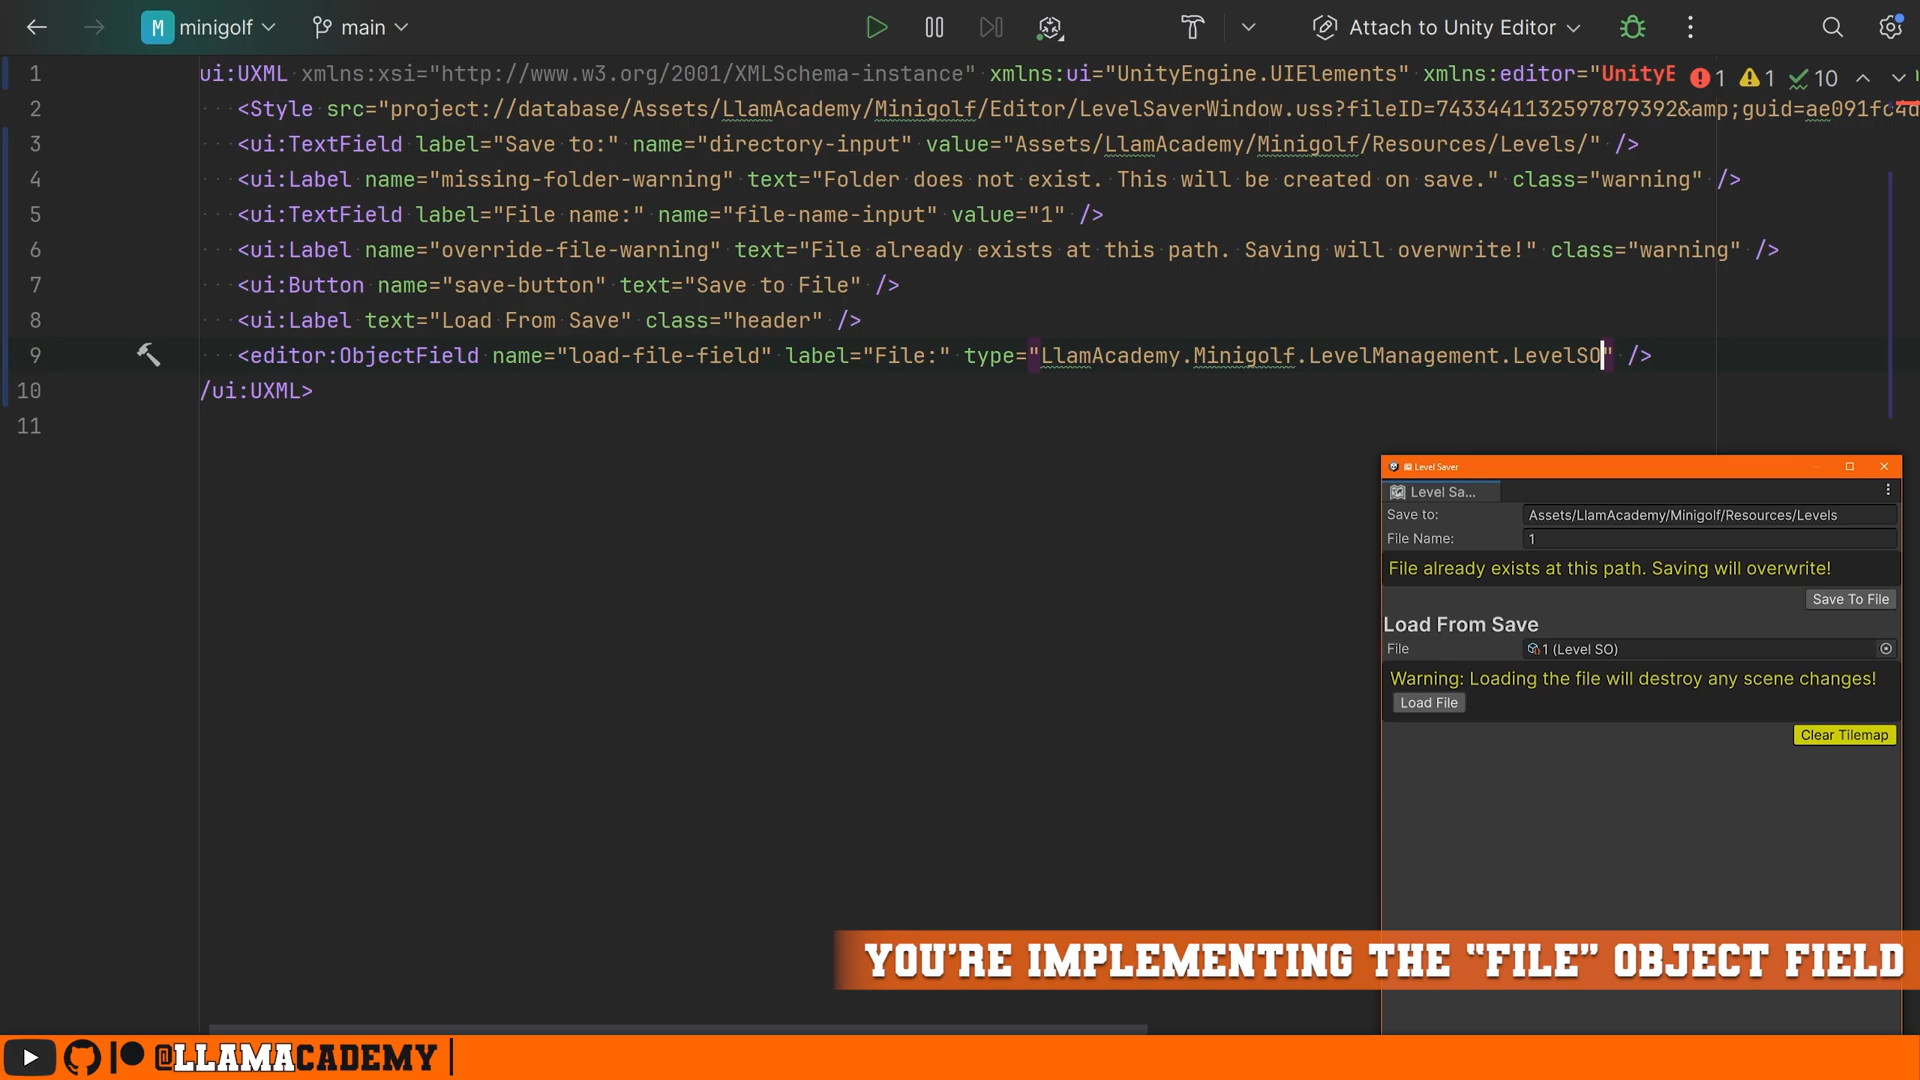 M minigolf main Attach to Unity Editor
1 ui:UXML xmlns:xsi="http://www.w3.org/2001/XMLSchema-instance" xmlns:ui="UnityEngine.UIElements" xmlns:editor="UnityE 1 1 10
2 <Style src="project://database/Assets/LlamAcademy/Minigolf/Editor/LevelSaverWindow.uss?fileID=7433441132597879392&amp;guid=ae091fc4d
3 <ui:TextField label="Save to:" name="directory-input" value="Assets/LlamAcademy/Minigolf/Resources/Levels/" />
4 <ui:Label name="missing-folder-warning" text="Folder does not exist. This will be created on save." class="warning" />
5 <ui:TextField label="File name:" name="file-name-input" value="1" />
6 <ui:Label name="override-file-warning" text="File already exists at this path. Saving will overwrite!" class="warning" />
7 <ui:Button name="save-button" text="Save to File" />
8 <ui:Label text="Load From Save" class="header" />
9 <editor:ObjectField name="load-file-field" label="File:" type="LlamAcademy.Minigolf.LevelManagement.LevelSO" />
10 /ui:UXML>
11
Level Saver
Level Sa...
Save to: Assets/LlamAcademy/Minigolf/Resources/Levels
File Name: 1
File already exists at this path. Saving will overwrite!
Save To File
Load From Save
File 1 (Level SO)
Warning: Loading the file will destroy any scene changes!
Load File
Clear Tilemap
YOU'RE IMPLEMENTING THE "FILE" OBJECT FIELD
@LLAMACADEMY